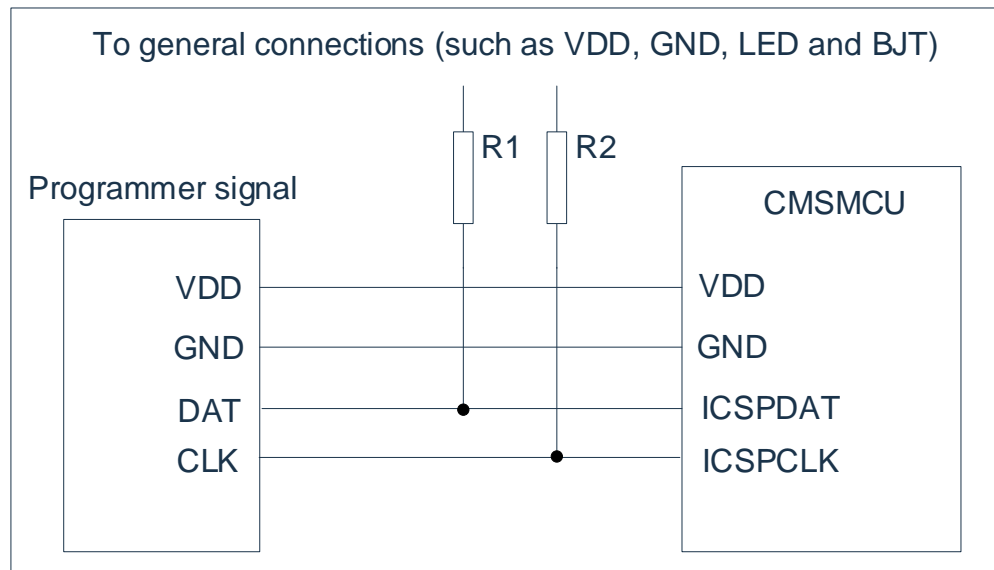 To general connections (such as VDD, GND, LED and BJT)
R1
R2
Programmer signal
CMSMCU
VDD
VDD
GND
GND
DAT
ICSPDAT
CLK
ICSPCLK